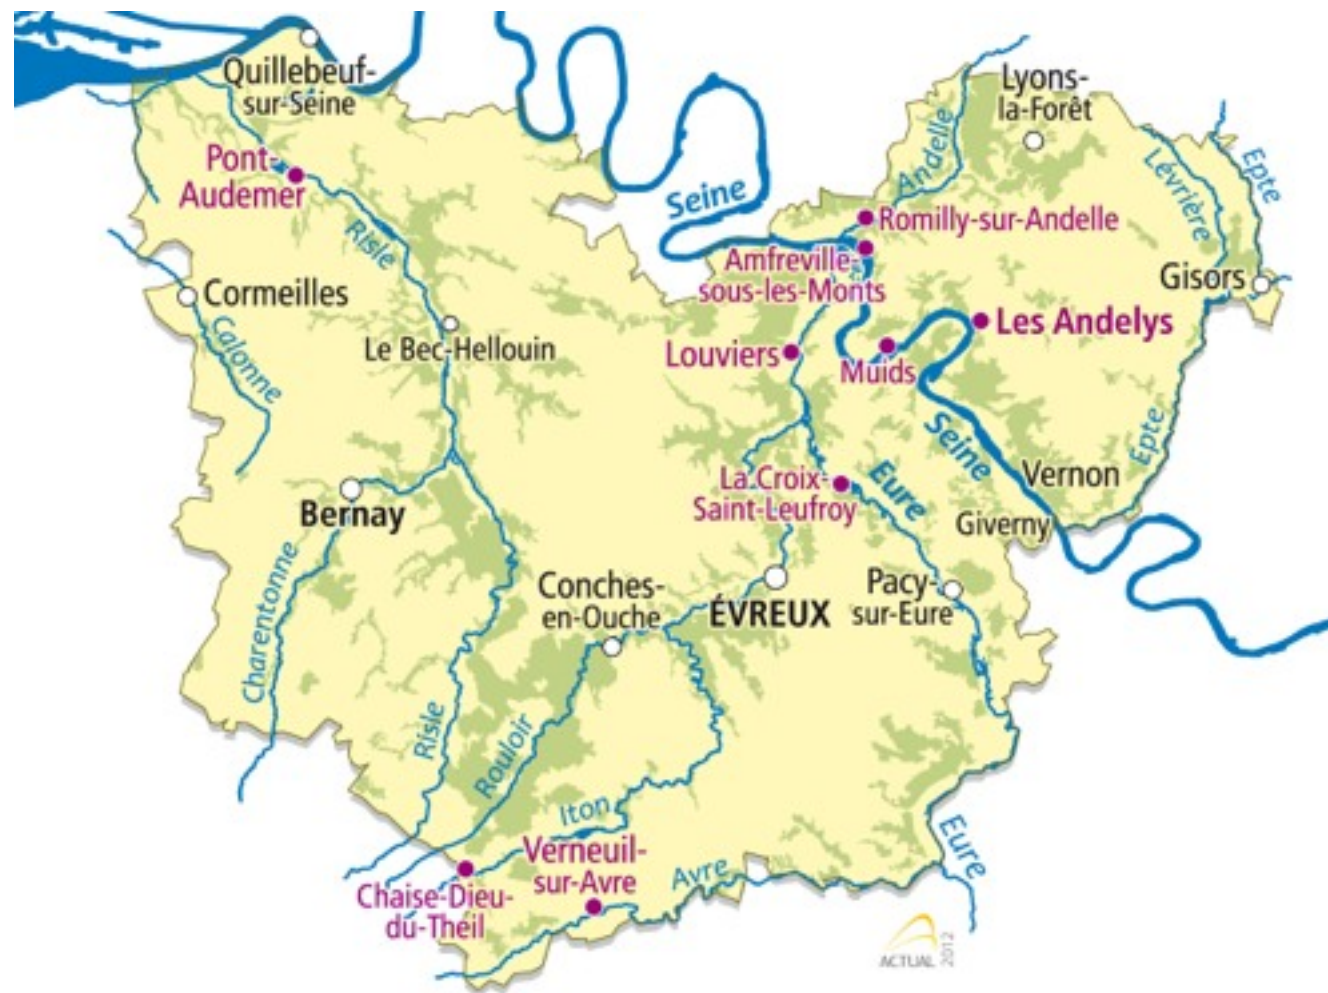 Quillebeuf-
sur-Seine
Lyons-
la-Forêt
Pont-
Audemer
Andelle
Lévrière
Epte
Seine
Risle
Romilly-sur-Andelle
Amfreville-
sous-les-Monts
Gisors
Cormeilles
Calonne
Le Bec-Hellouin
Les Andelys
Louviers
Muids
Seine
Epte
La Croix-
Saint-Leufroy
Eure
Vernon
Giverny
Bernay
Charentonne
Conches-
en-Ouche
ÉVREUX
Pacy-
sur-Eure
Risle
Rouloir
Iton
Verneuil-
sur-Avre
Avre
Eure
Chaise-Dieu-
du-Theil
ACTUAL 2012